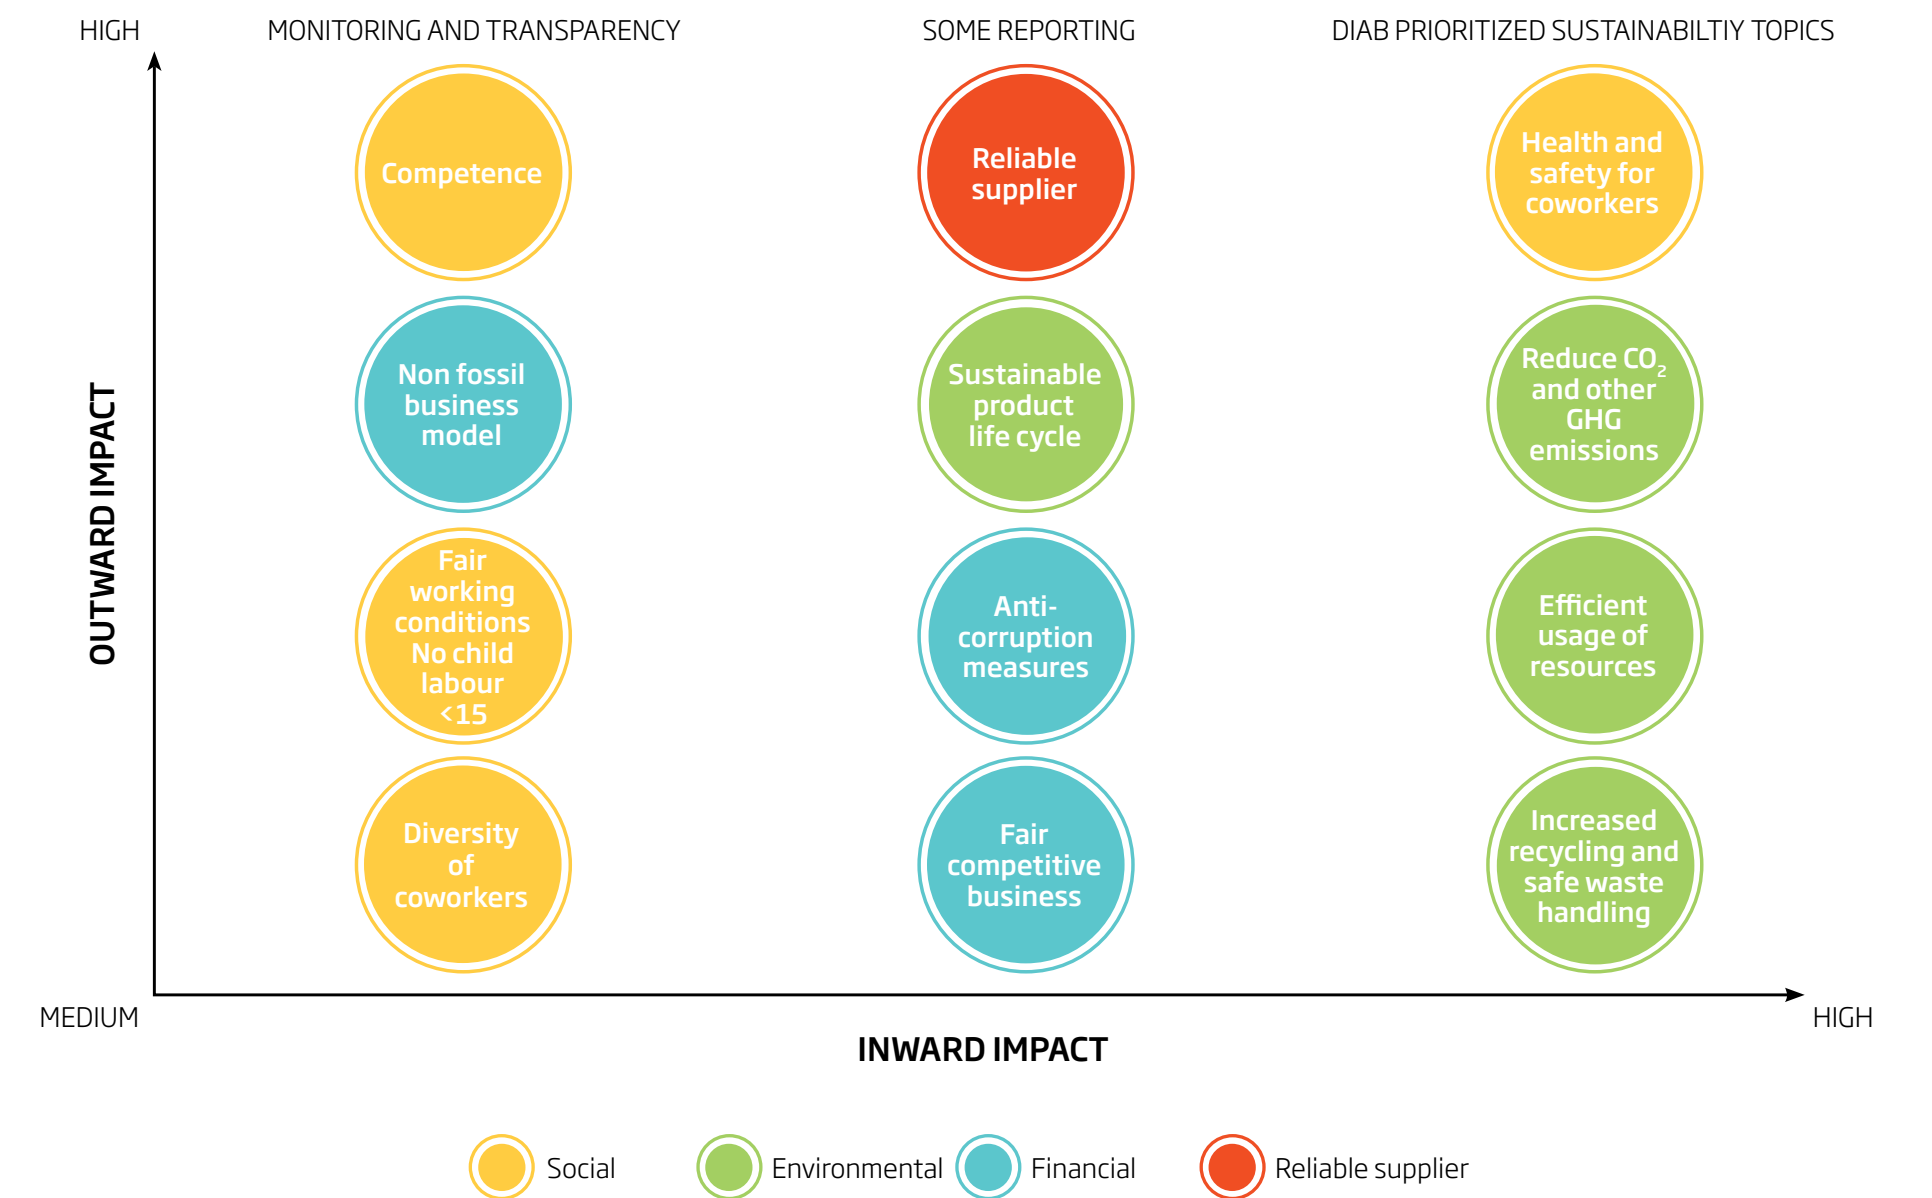 HIGH
MONITORING AND TRANSPARENCY
SOME REPORTING
DIAB PRIORITIZED SUSTAINABILTIY TOPICS
Competence
Reliable
supplier
Health and
safety for
coworkers
Non fossil
business
model
Sustainable
product
life cycle
Reduce CO₂
and other
GHG
emissions
Fair
working
conditions
No child
labour
<15
Anti-
corruption
measures
Efficient
usage of
resources
Diversity
of
coworkers
Fair
competitive
business
Increased
recycling and
safe waste
handling
OUTWARD IMPACT
MEDIUM
HIGH
INWARD IMPACT
Social
Environmental
Financial
Reliable supplier